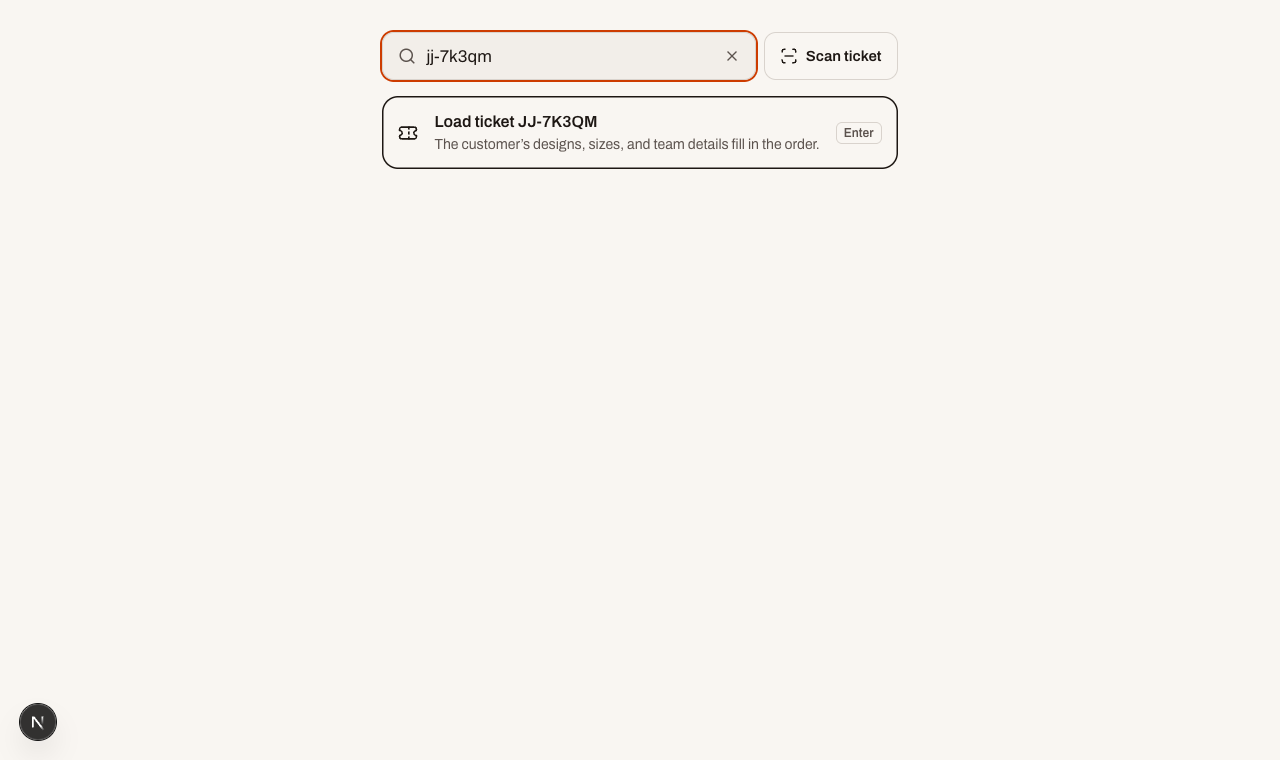 jj-7k3qm
Scan ticket
Load ticket JJ-7K3QM
The customer’s designs, sizes, and team details fill in the order.
Enter
N